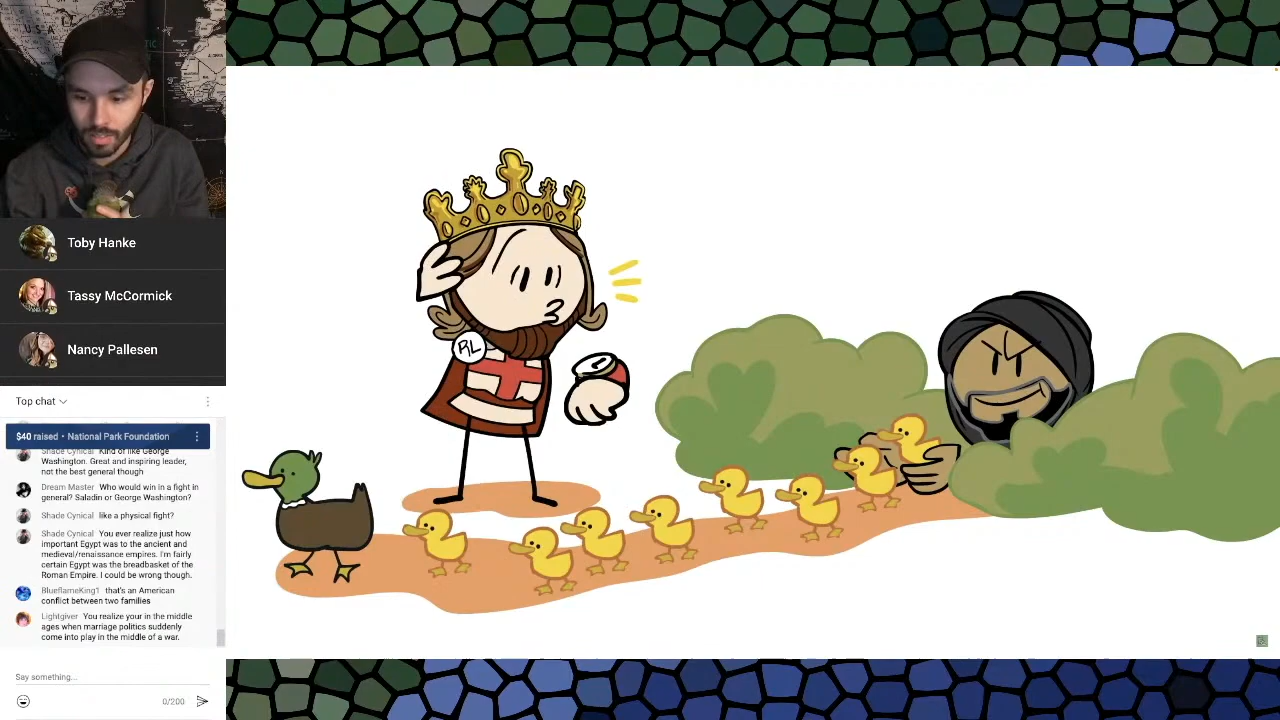 USA
TIC
Toby Hanke
Tassy McCormick
Nancy Pallesen
Top chat
$40 raised • National Park Foundation
Shade Cynical Kind of like George
Washington. Great and inspiring leader,
not the best general though
Dream Master Who would win in a fight in
general? Saladin or George Washington?
Shade Cynical like a physical fight?
Shade Cynical You ever realize just how
important Egypt was to the ancient and
medieval/renaissance empires. I'm fairly
certain Egypt was the breadbasket of the
Roman Empire. I could be wrong though.
BlueflameKing1 that's an American
conflict between two families
Lightgiver You realize your in the middle
ages when marriage politics suddenly
come into play in the middle of a war.
Say something...
0/200
RL